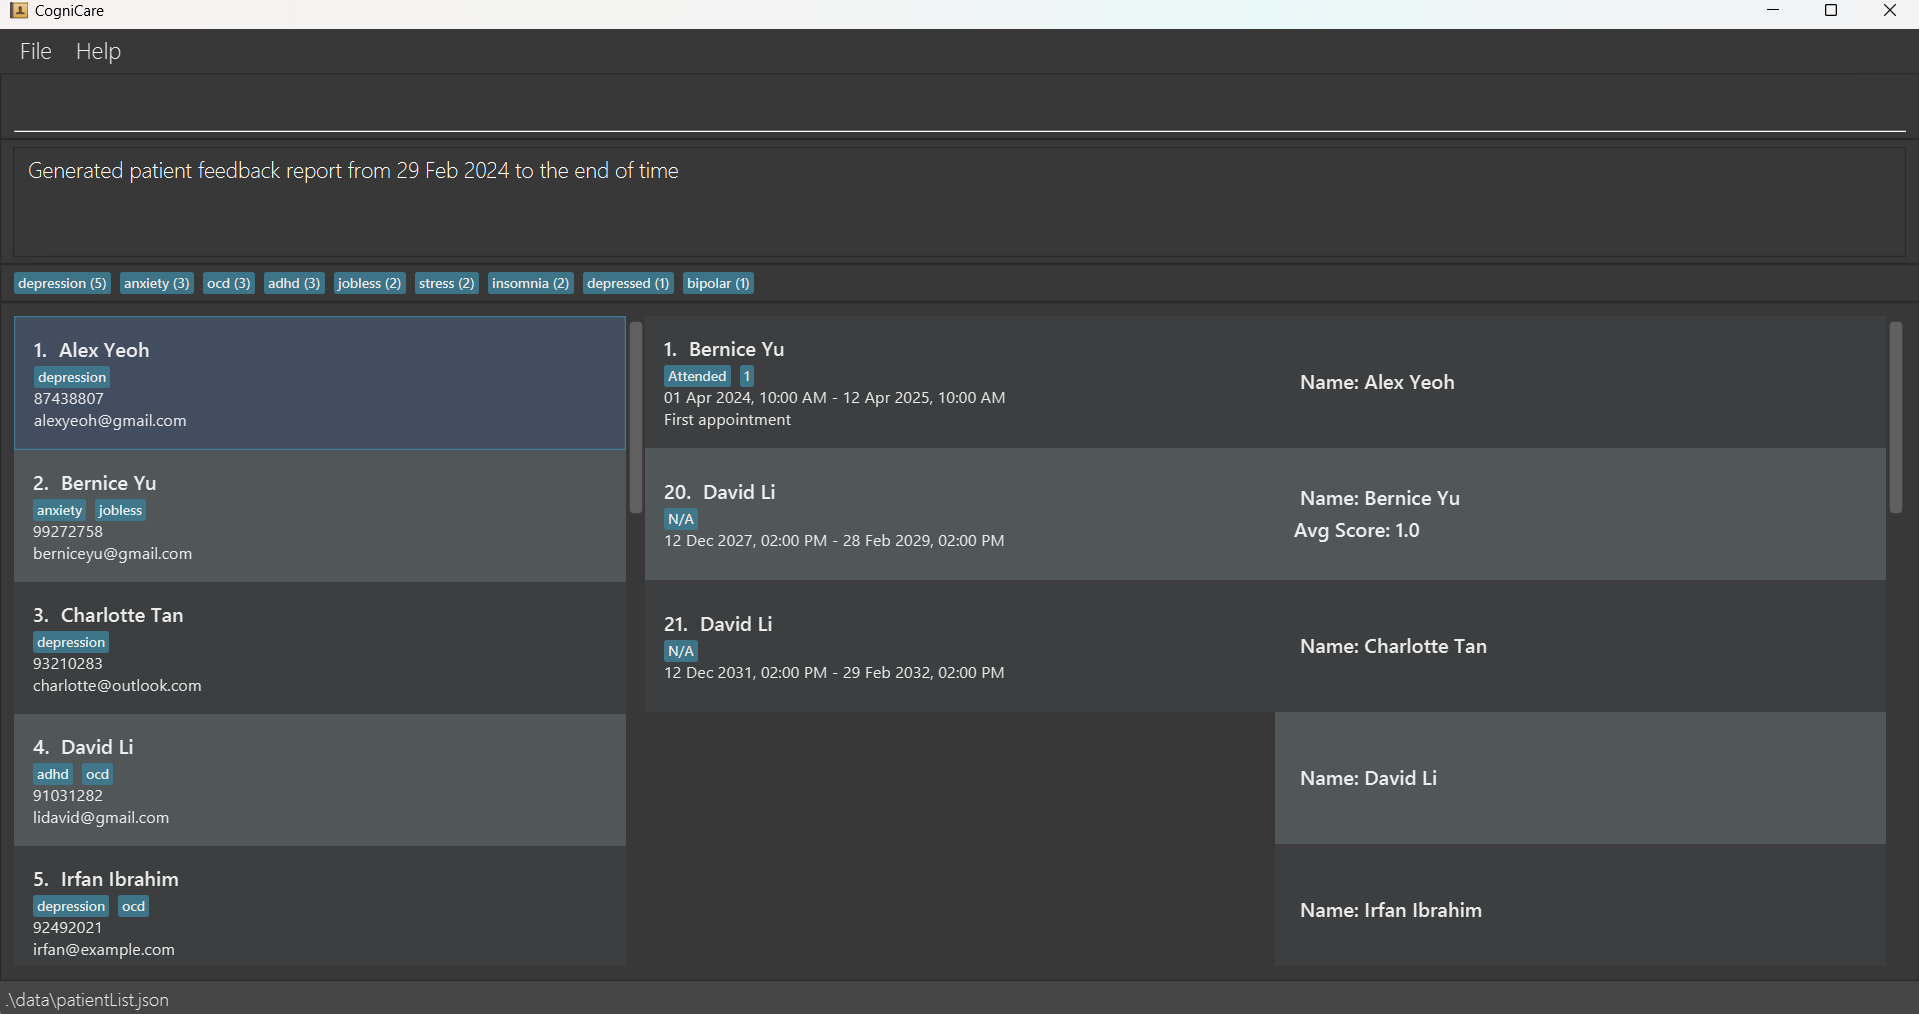 CogniCare
File Help
Generated patient feedback report from 29 Feb 2024 to the end of time
depression (5) anxiety (3) ocd (3) adhd (3) jobless (2) stress (2) insomnia (2) depressed (1) bipolar (1)
1. Alex Yeoh
depression
87438807
alexyeoh@gmail.com
2. Bernice Yu
anxiety jobless
99272758
berniceyu@gmail.com
3. Charlotte Tan
depression
93210283
charlotte@outlook.com
4. David Li
adhd ocd
91031282
lidavid@gmail.com
5. Irfan Ibrahim
depression ocd
92492021
irfan@example.com
1. Bernice Yu
Attended 1
01 Apr 2024, 10:00 AM - 12 Apr 2025, 10:00 AM
First appointment
20. David Li
N/A
12 Dec 2027, 02:00 PM - 28 Feb 2029, 02:00 PM
21. David Li
N/A
12 Dec 2031, 02:00 PM - 29 Feb 2032, 02:00 PM
Name: Alex Yeoh
Name: Bernice Yu
Avg Score: 1.0
Name: Charlotte Tan
Name: David Li
Name: Irfan Ibrahim
.\data\patientList.json